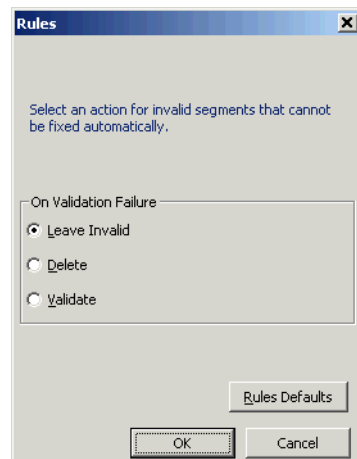 Rules
Select an action for invalid segments that cannot
be fixed automatically.
On Validation Failure
Leave Invalid
Delete
Validate
Rules Defaults
OK
Cancel